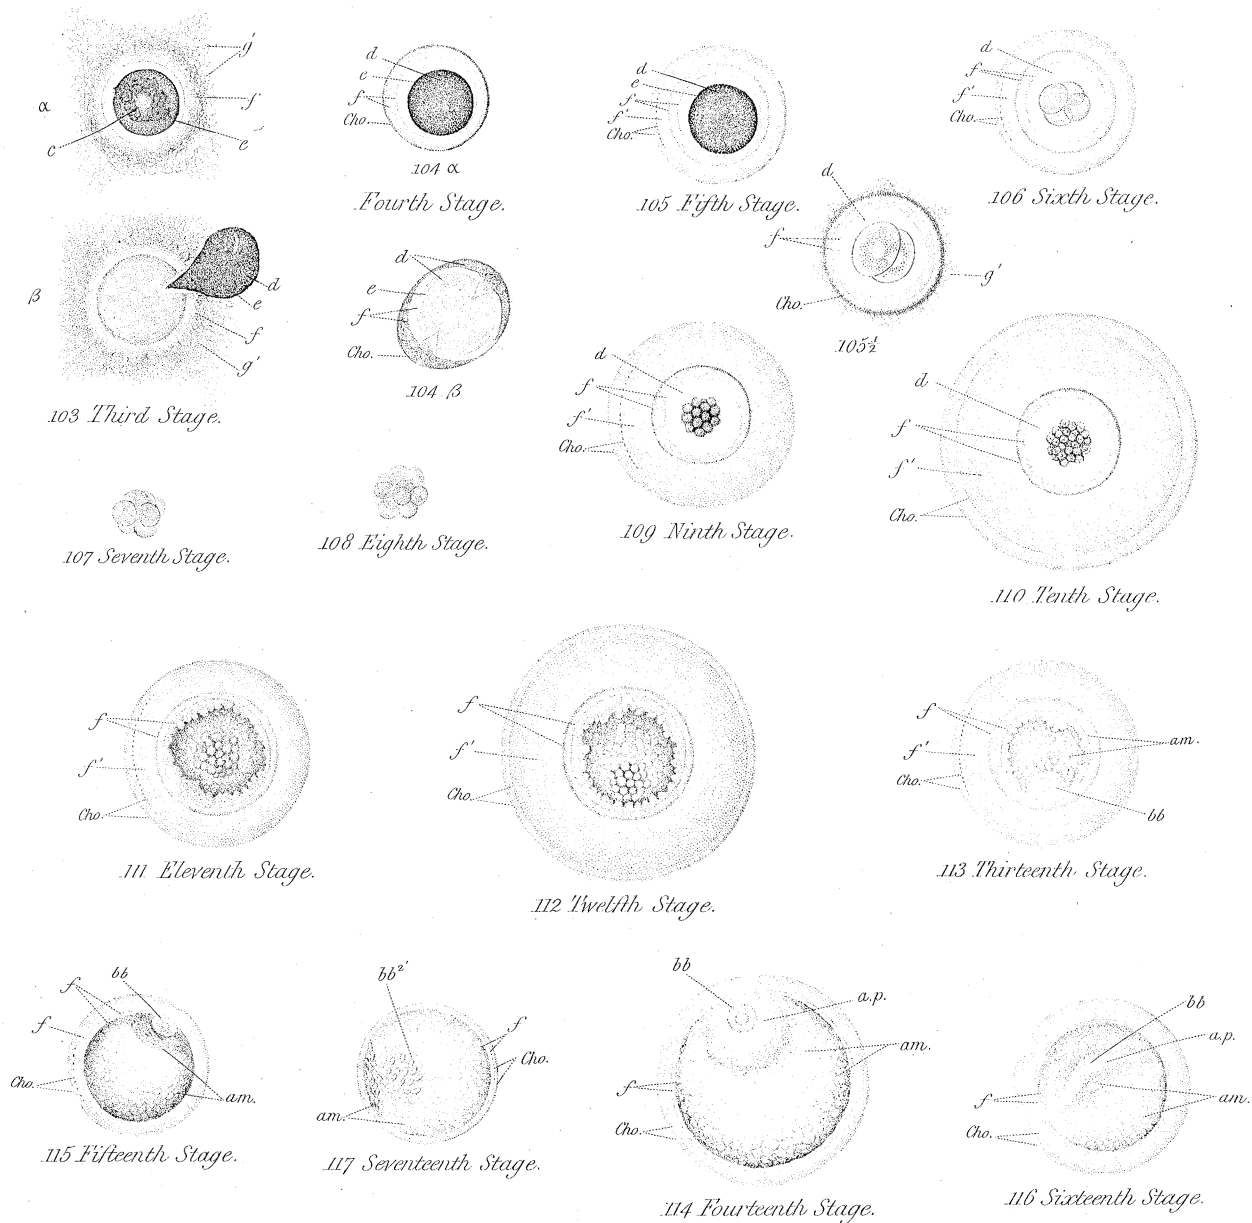 α
g'
f
e'
c
β
d
e
f
g'
103 Third Stage.
d
e
f
Cho.
104 α
Fourth Stage.
d
e
f
Cho.
104 β
d
e
f
f'
Cho.
105 Fifth Stage.
d
f
f'
Cho.
106 Sixth Stage.
d
f
g'
Cho.
105½
107 Seventh Stage.
108 Eighth Stage.
d
f
f'
Cho.
109 Ninth Stage.
d
f
f'
Cho.
110 Tenth Stage.
f
f'
Cho.
111 Eleventh Stage.
f
f'
Cho.
112 Twelfth Stage.
f
f'
Cho.
am.
bb
113 Thirteenth Stage.
bb
f
f
Cho.
am.
115 Fifteenth Stage.
bb2'
f
Cho.
am.
117 Seventeenth Stage.
bb
a.p.
am.
f
Cho.
114 Fourteenth Stage.
bb
a.p.
am.
f
Cho.
116 Sixteenth Stage.